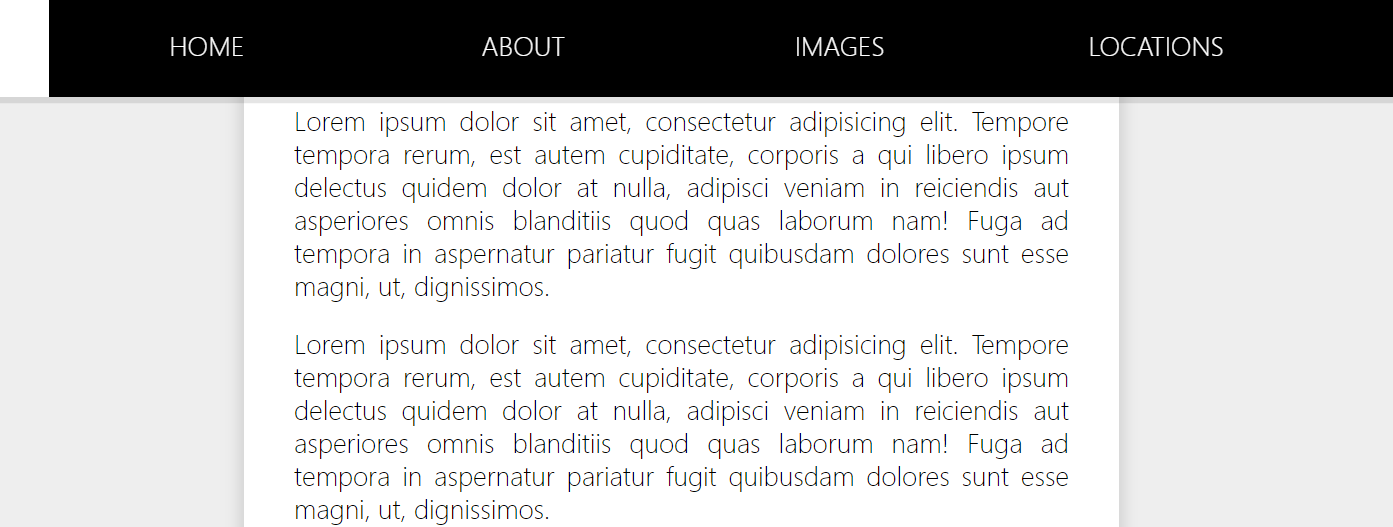 HOME ABOUT IMAGES LOCATIONS
Lorem ipsum dolor sit amet, consectetur adipisicing elit. Tempore
tempora rerum, est autem cupiditate, corporis a qui libero ipsum
delectus quidem dolor at nulla, adipisci veniam in reiciendis aut
asperiores omnis blanditiis quod quas laborum nam! Fuga ad
tempora in aspernatur pariatur fugit quibusdam dolores sunt esse
magni, ut, dignissimos.
Lorem ipsum dolor sit amet, consectetur adipisicing elit. Tempore
tempora rerum, est autem cupiditate, corporis a qui libero ipsum
delectus quidem dolor at nulla, adipisci veniam in reiciendis aut
asperiores omnis blanditiis quod quas laborum nam! Fuga ad
tempora in aspernatur pariatur fugit quibusdam dolores sunt esse
magni, ut, dignissimos.